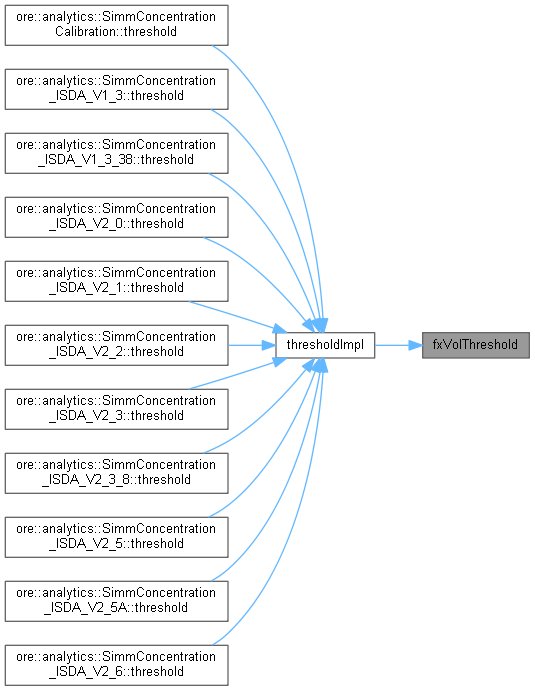 ore::analytics::SimmConcentration
Calibration::threshold
ore::analytics::SimmConcentration
_ISDA_V1_3::threshold
ore::analytics::SimmConcentration
_ISDA_V1_3_38::threshold
ore::analytics::SimmConcentration
_ISDA_V2_0::threshold
ore::analytics::SimmConcentration
_ISDA_V2_1::threshold
ore::analytics::SimmConcentration
_ISDA_V2_2::threshold
thresholdImpl
fxVolThreshold
ore::analytics::SimmConcentration
_ISDA_V2_3::threshold
ore::analytics::SimmConcentration
_ISDA_V2_3_8::threshold
ore::analytics::SimmConcentration
_ISDA_V2_5::threshold
ore::analytics::SimmConcentration
_ISDA_V2_5A::threshold
ore::analytics::SimmConcentration
_ISDA_V2_6::threshold